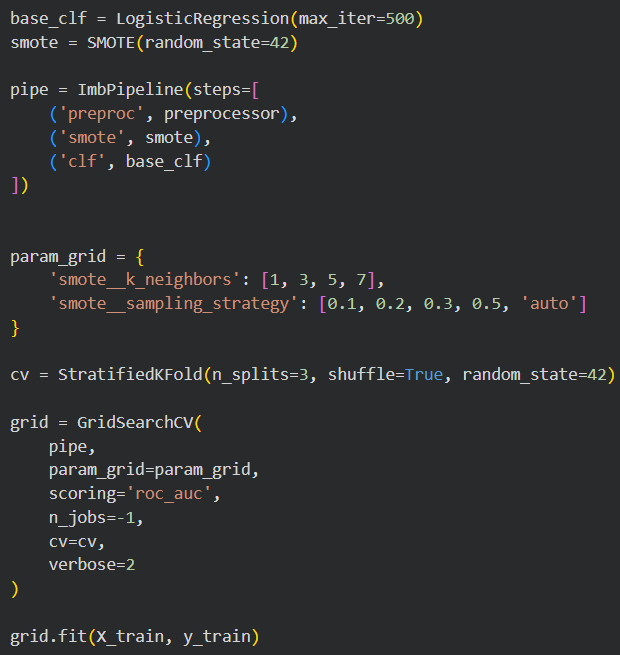 base_clf = LogisticRegression(max_iter=500)
smote = SMOTE(random_state=42)

pipe = ImbPipeline(steps=[
    ('preproc', preprocessor),
    ('smote', smote),
    ('clf', base_clf)
])


param_grid = {
    'smote__k_neighbors': [1, 3, 5, 7],
    'smote__sampling_strategy': [0.1, 0.2, 0.3, 0.5, 'auto']
}

cv = StratifiedKFold(n_splits=3, shuffle=True, random_state=42)

grid = GridSearchCV(
    pipe,
    param_grid=param_grid,
    scoring='roc_auc',
    n_jobs=-1,
    cv=cv,
    verbose=2
)

grid.fit(X_train, y_train)